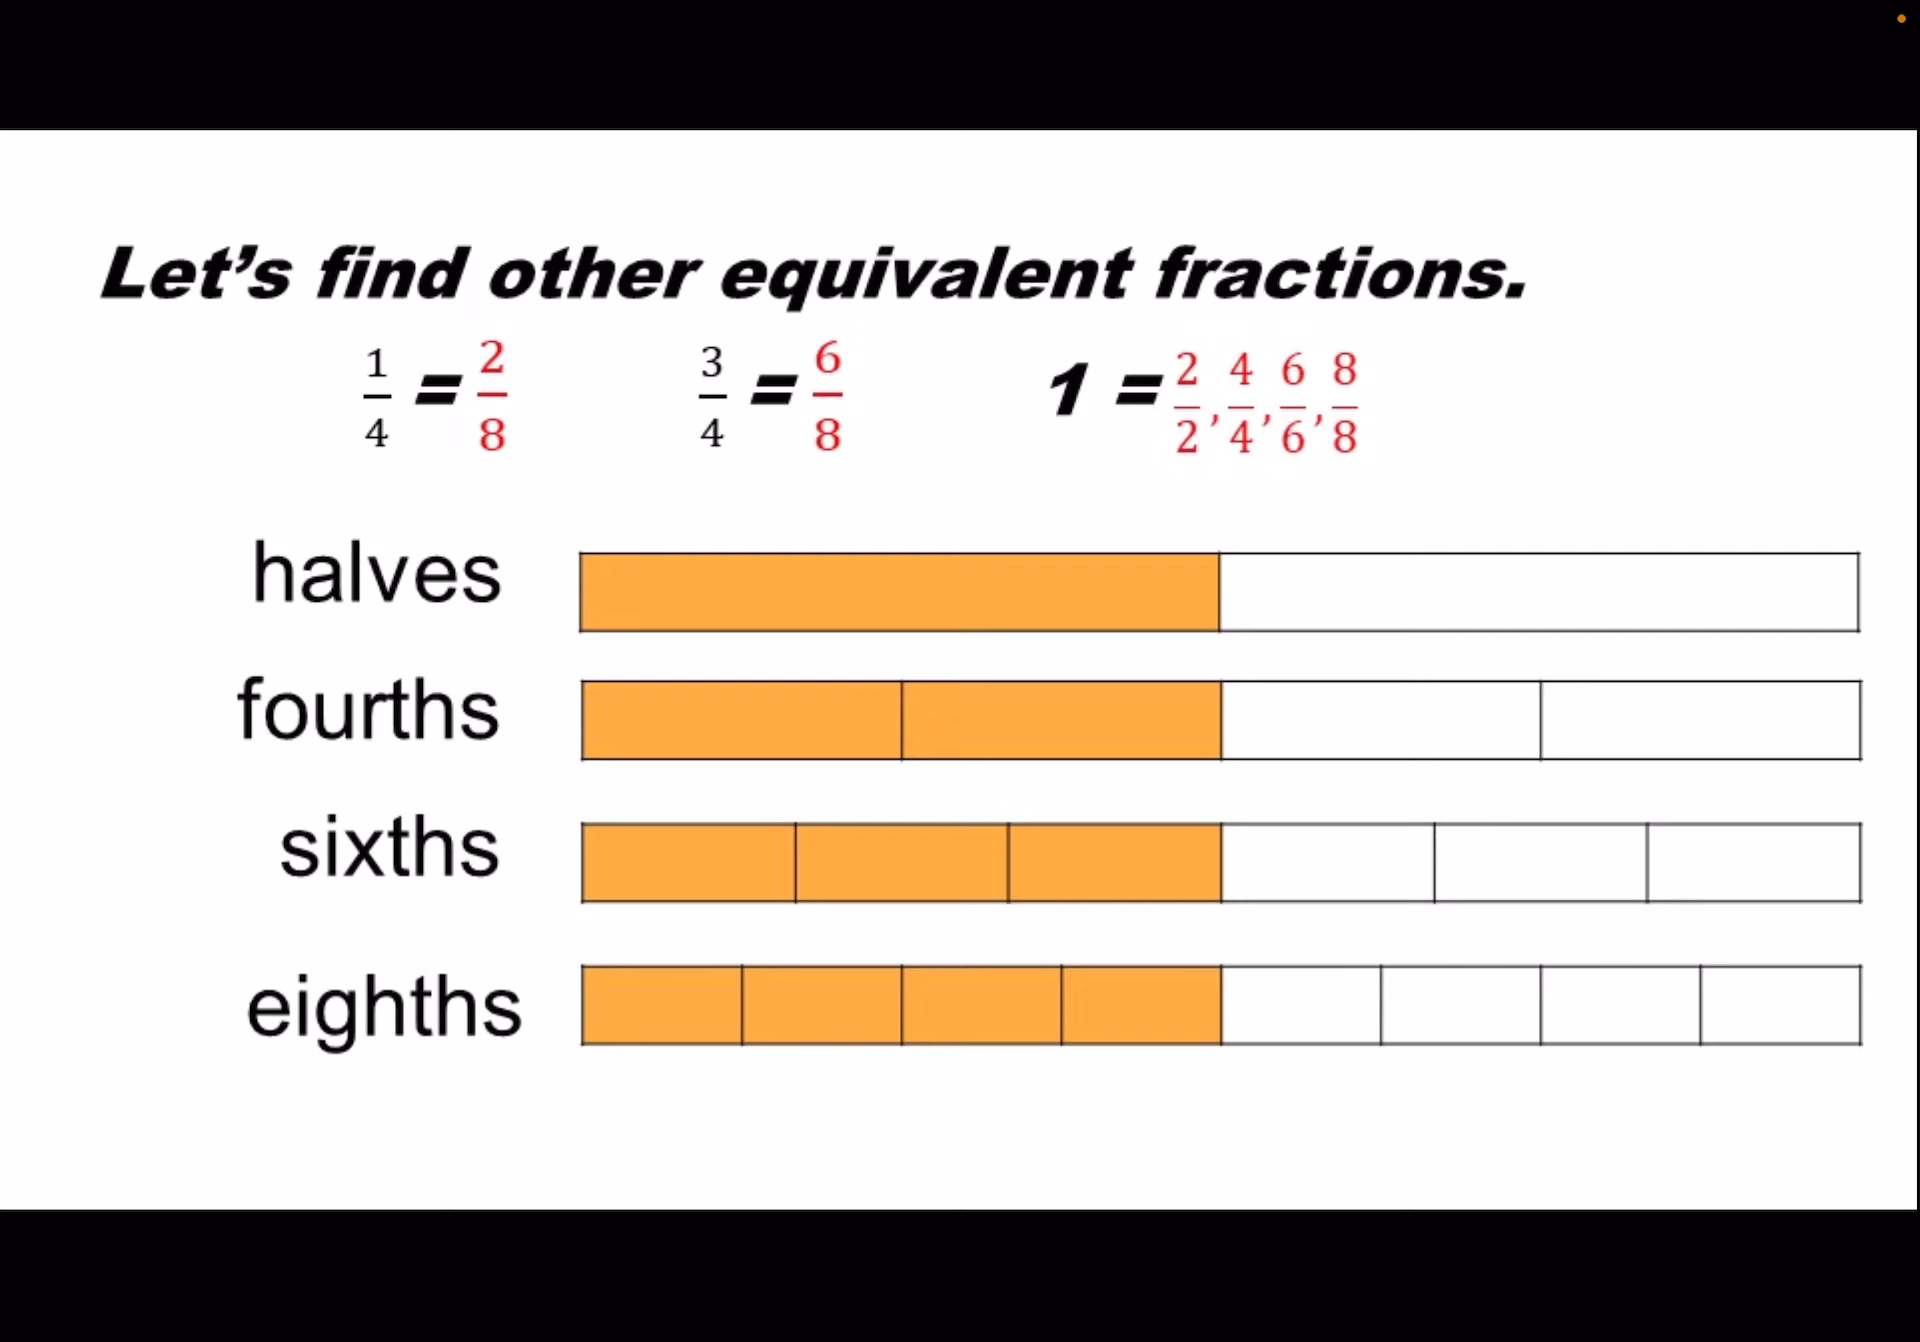 Let's find other equivalent fractions.
1/4 = 2/8 3/4 = 6/8 1 = 2/2, 4/4, 6/6, 8/8
halves
fourths
sixths
eighths